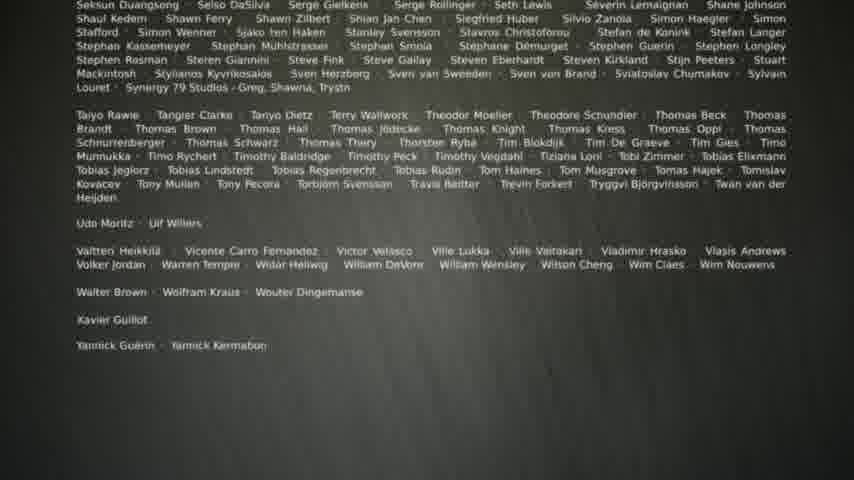 Seksun Duangsong · Selso DaSilva · Serge Gielkens · Serge Rollinger · Seth Lewis · Séverin Lemaignan · Shane Johnson
Shaul Kedem · Shawn Ferry · Shawn Zilbert · Shian Jan Chen · Siegfried Huber · Silvio Zanola · Simon Haegler · Simon
Stafford · Simon Wenner · Sjako ten Haken · Stanley Svensson · Stavros Christoforou · Stefan de Konink · Stefan Langer
Stephan Kassemeyer · Stephan Mühlstrasser · Stephan Smola · Stéphane Démurget · Stephen Guerin · Stephen Longley
Stephen Rosman · Steren Giannini · Steve Fink · Steve Gailey · Steven Eberhardt · Steven Kirkland · Stijn Peeters · Stuart
Mackintosh · Stylianos Kyvrikosaios · Sven Herzberg · Sven van Sweeden · Sven von Brand · Sviatoslav Chumakov · Sylvain
Louret · Synergy 79 Studios - Greg, Shawna, Trystn
Taiyo Rawle · Tangier Clarke · Tanyo Dietz · Terry Wallwork · Theodor Moeller · Theodore Schundler · Thomas Beck · Thomas
Brandt · Thomas Brown · Thomas Hall · Thomas Jödecke · Thomas Knight · Thomas Kress · Thomas Oppl · Thomas
Schnurrenberger · Thomas Schwarz · Thomas Thiery · Thorsten Ryba · Tim Blokdijk · Tim De Graeve · Tim Gies · Timo
Munnukka · Timo Rychert · Timothy Baldridge · Timothy Peck · Timothy Vegdahl · Tiziana Loni · Tobi Zimmer · Tobias Elixmann
Tobias Jeglorz · Tobias Lindstedt · Tobias Regenbrecht · Tobias Rudin · Tom Haines · Tom Musgrove · Tomas Hajek · Tomislav
Kovacev · Tony Mullen · Tony Pecora · Torbjörn Svensson · Travis Reitter · Trevin Forkert · Tryggvi Björgvinsson · Twan van der
Heijden
Udo Moritz · Ulf Willers
Valtteri Heikkilä · Vicente Carro Fernandez · Victor Velasco · Ville Lukka · Ville Vatokari · Vladimir Hrasko · Vlasis Andrews
Volker Jordan · Warren Tempre · Widar Hellwig · William DeVore · William Wensley · Wilson Cheng · Wim Claes · Wim Nouwens
Walter Brown · Wolfram Kraus · Wouter Dingemanse
Xavier Guillot
Yannick Guérin · Yannick Kermabon